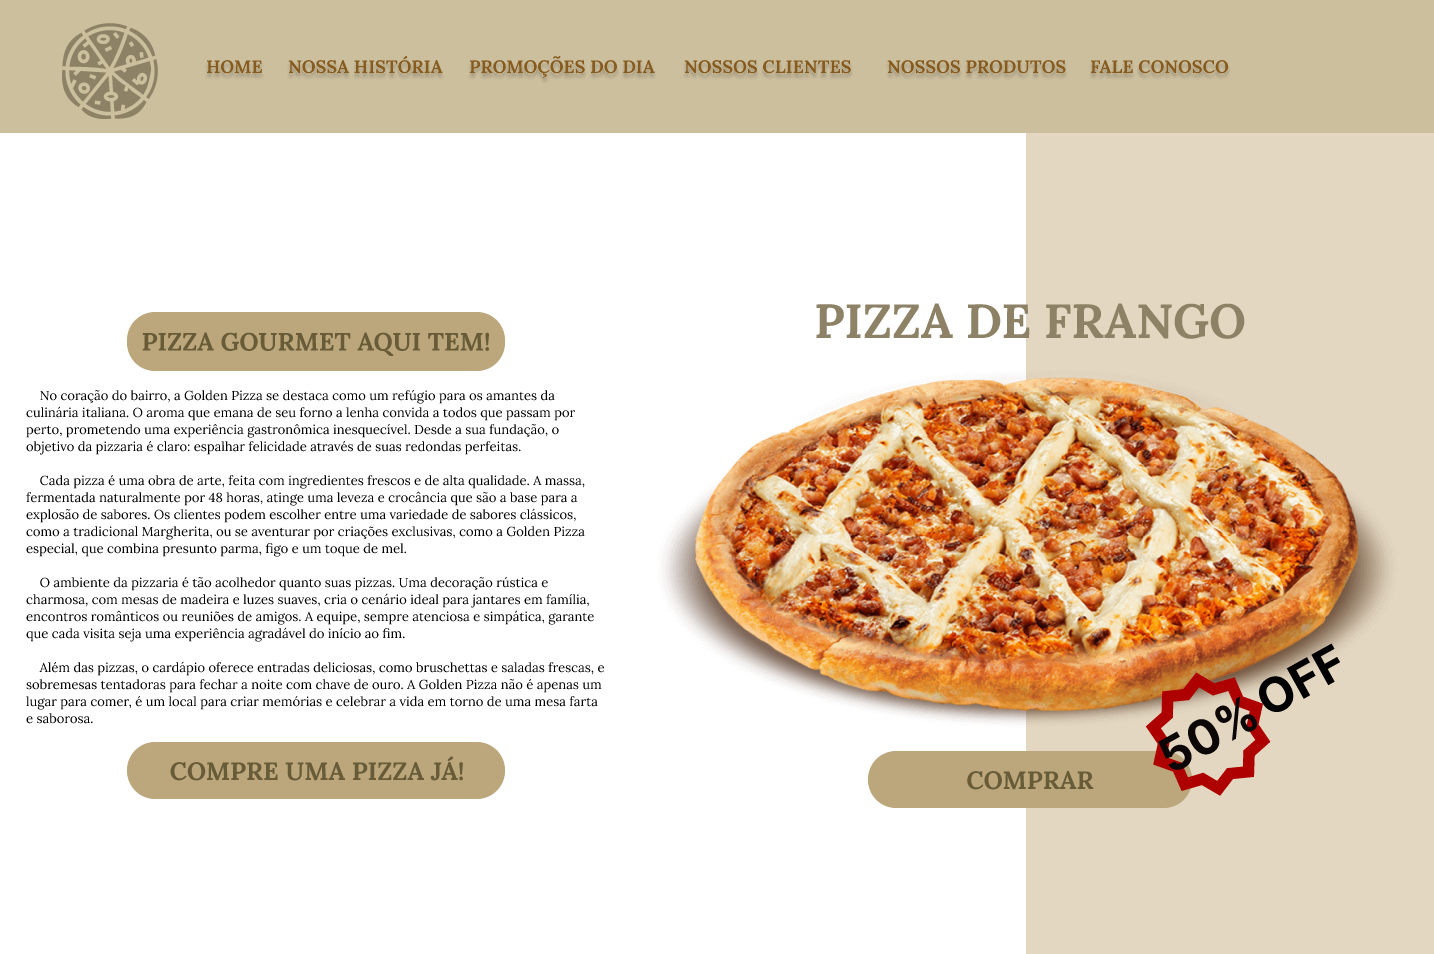 HOME NOSSA HISTÓRIA PROMOÇÕES DO DIA NOSSOS CLIENTES NOSSOS PRODUTOS FALE CONOSCO
PIZZA GOURMET AQUI TEM!
No coração do bairro, a Golden Pizza se destaca como um refúgio para os amantes da
culinária italiana. O aroma que emana de seu forno a lenha convida a todos que passam por
perto, prometendo uma experiência gastronômica inesquecível. Desde a sua fundação, o
objetivo da pizzaria é claro: espalhar felicidade através de suas redondas perfeitas.
Cada pizza é uma obra de arte, feita com ingredientes frescos e de alta qualidade. A massa,
fermentada naturalmente por 48 horas, atinge uma leveza e crocância que são a base para a
explosão de sabores. Os clientes podem escolher entre uma variedade de sabores clássicos,
como a tradicional Margherita, ou se aventurar por criações exclusivas, como a Golden Pizza
especial, que combina presunto parma, figo e um toque de mel.
O ambiente da pizzaria é tão acolhedor quanto suas pizzas. Uma decoração rústica e
charmosa, com mesas de madeira e luzes suaves, cria o cenário ideal para jantares em família,
encontros românticos ou reuniões de amigos. A equipe, sempre atenciosa e simpática, garante
que cada visita seja uma experiência agradável do início ao fim.
Além das pizzas, o cardápio oferece entradas deliciosas, como bruschettas e saladas frescas, e
sobremesas tentadoras para fechar a noite com chave de ouro. A Golden Pizza não é apenas um
lugar para comer, é um local para criar memórias e celebrar a vida em torno de uma mesa farta
e saborosa.
COMPRE UMA PIZZA JÁ!
PIZZA DE FRANGO
50% OFF
COMPRAR